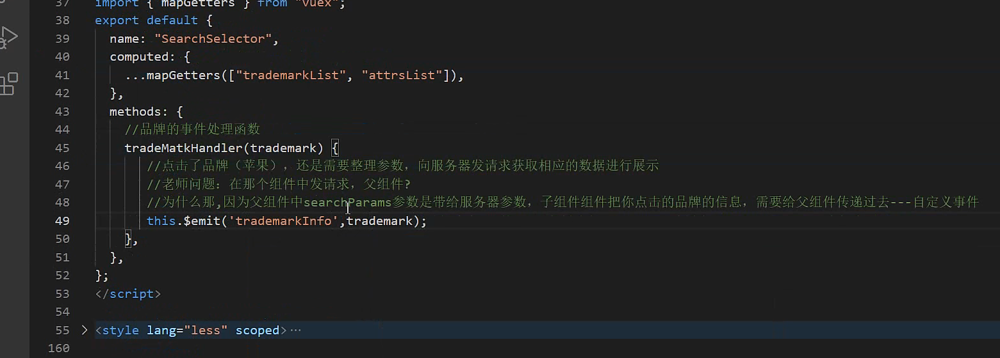 37 import { mapGetters } from "vuex";
38 export default {
39 name: "SearchSelector",
40 computed: {
41 ...mapGetters(["trademarkList", "attrsList"]),
42 },
43 methods: {
44 //品牌的事件处理函数
45 tradeMatkHandler(trademark) {
46 //点击了品牌（苹果），还是需要整理参数，向服务器发请求获取相应的数据进行展示
47 //老师问题：在那个组件中发请求，父组件?
48 //为什么那,因为父组件中searchParams参数是带给服务器参数，子组件组件把你点击的品牌的信息，需要给父组件传递过去---自定义事件
49 this.$emit('trademarkInfo',trademark);
50 },
51 },
52 };
53 </script>
54
55 <style lang="less" scoped>···
160